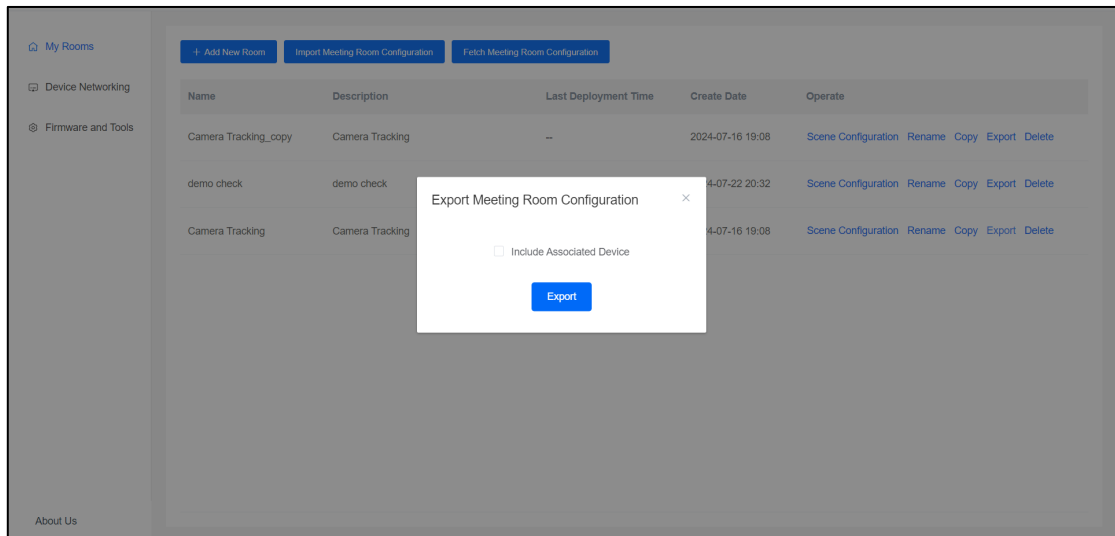 My Rooms
Device Networking
Firmware and Tools
About Us
+ Add New Room Import Meeting Room Configuration Fetch Meeting Room Configuration
Name Description Last Deployment Time Create Date Operate
Camera Tracking_copy Camera Tracking -- 2024-07-16 19:08 Scene Configuration Rename Copy Export Delete
demo check demo check 4-07-22 20:32 Scene Configuration Rename Copy Export Delete
Camera Tracking Camera Tracking 4-07-16 19:08 Scene Configuration Rename Copy Export Delete
Export Meeting Room Configuration
Include Associated Device
Export